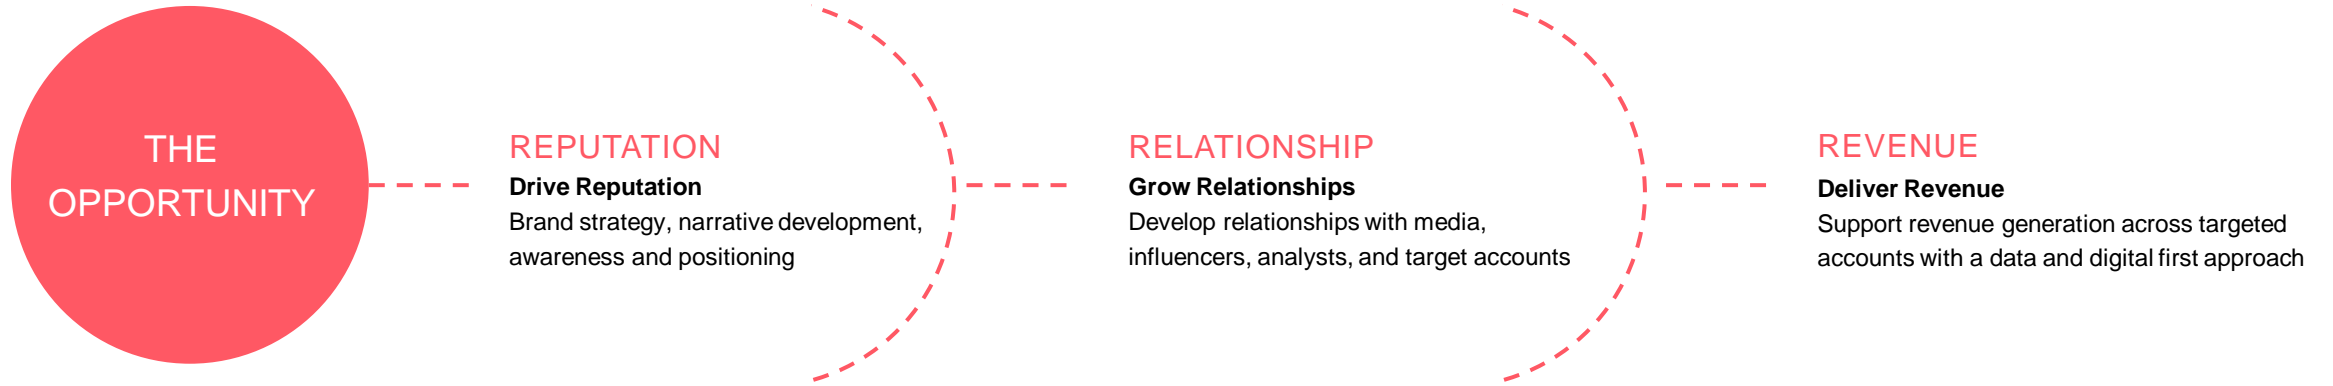 THE
OPPORTUNITY
REPUTATION
Drive Reputation
Brand strategy, narrative development,
awareness and positioning
RELATIONSHIP
Grow Relationships
Develop relationships with media,
influencers, analysts, and target accounts
REVENUE
Deliver Revenue
Support revenue generation across targeted
accounts with a data and digital first approach